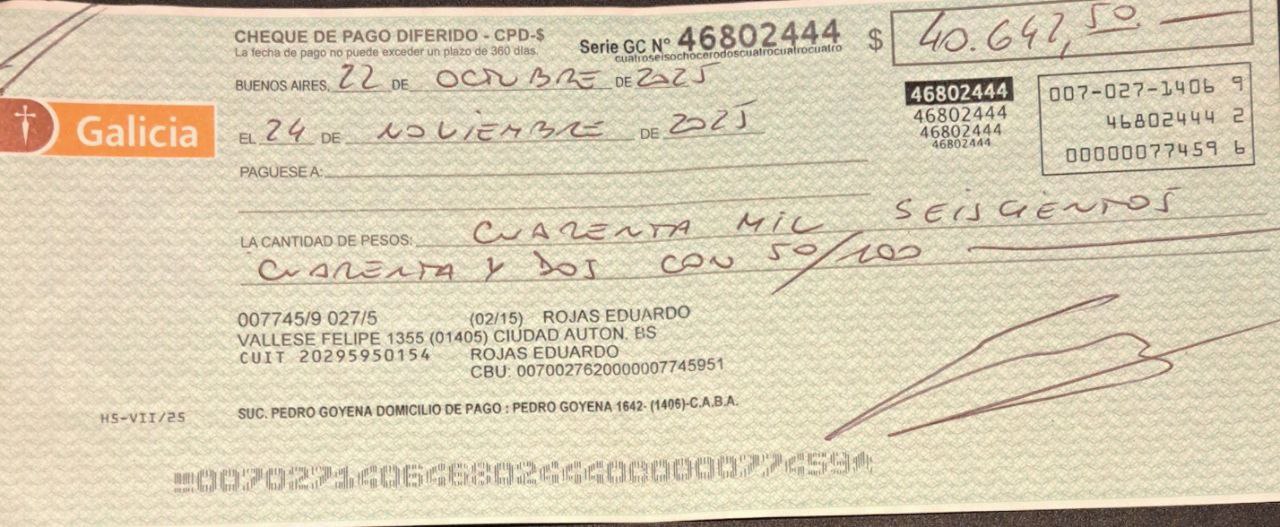 CHEQUE DE PAGO DIFERIDO - CPD-$
La fecha de pago no puede exceder un plazo de 360 días.
Serie GC Nº 46802444
cuatroseisochocerodoscuatrocuatrocuatro
$ 40.642,50
BUENOS AIRES, 22 DE OCTUBRE DE 2025
46802444
46802444
46802444
46802444
007-027-1406 9
46802444 2
00000077459 6
Galicia
EL 24 DE NOVIEMBRE DE 2025
PAGUESE A:
LA CANTIDAD DE PESOS: CUARENTA MIL SEISCIENTOS
CUARENTA Y DOS CON 50/100
007745/9 027/5 (02/15) ROJAS EDUARDO
VALLESE FELIPE 1355 (01405) CIUDAD AUTON. BS
CUIT 20295950154 ROJAS EDUARDO
CBU: 0070027620000007745951
HS-VII/25
SUC. PEDRO GOYENA DOMICILIO DE PAGO : PEDRO GOYENA 1642- (1406)-C.A.B.A.
00702714064680244400000077459